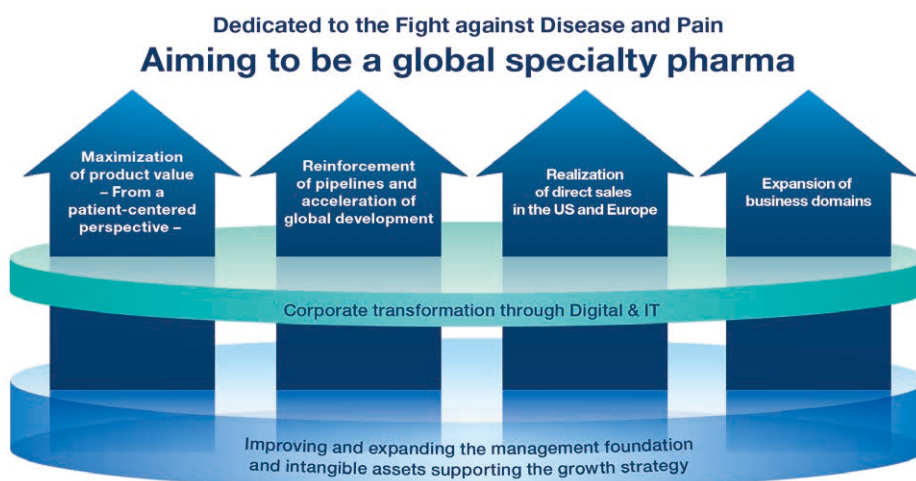 Dedicated to the Fight against Disease and Pain
Aiming to be a global specialty pharma
Maximization
of product value
– From a
patient-centered
perspective –
Reinforcement
of pipelines and
acceleration of
global development
Realization
of direct sales
in the US and Europe
Expansion of
business domains
Corporate transformation through Digital & IT
Improving and expanding the management foundation
and intangible assets supporting the growth strategy